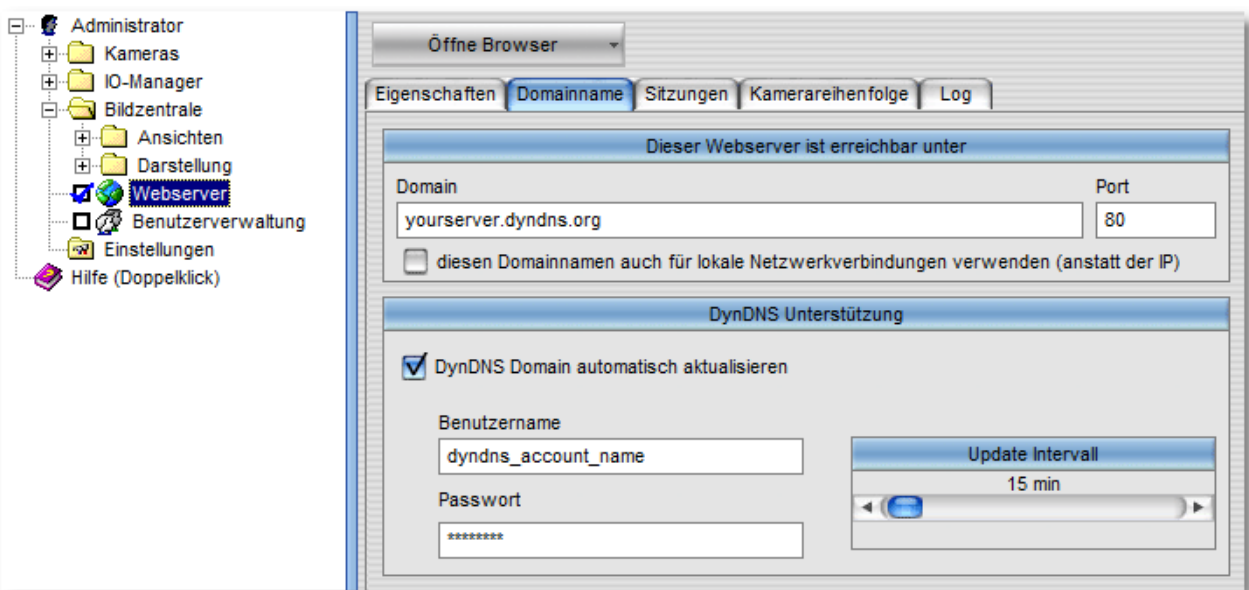 Administrator
Kameras
IO-Manager
Bildzentrale
Ansichten
Darstellung
Webserver
Benutzerverwaltung
Einstellungen
Hilfe (Doppelklick)
Öffne Browser
Eigenschaften Domainname Sitzungen Kamerareihenfolge Log
Dieser Webserver ist erreichbar unter
Domain Port
yourserver.dyndns.org 80
diesen Domainnamen auch für lokale Netzwerkverbindungen verwenden (anstatt der IP)
DynDNS Unterstützung
DynDNS Domain automatisch aktualisieren
Benutzername
dyndns_account_name
Passwort
********
Update Intervall
15 min